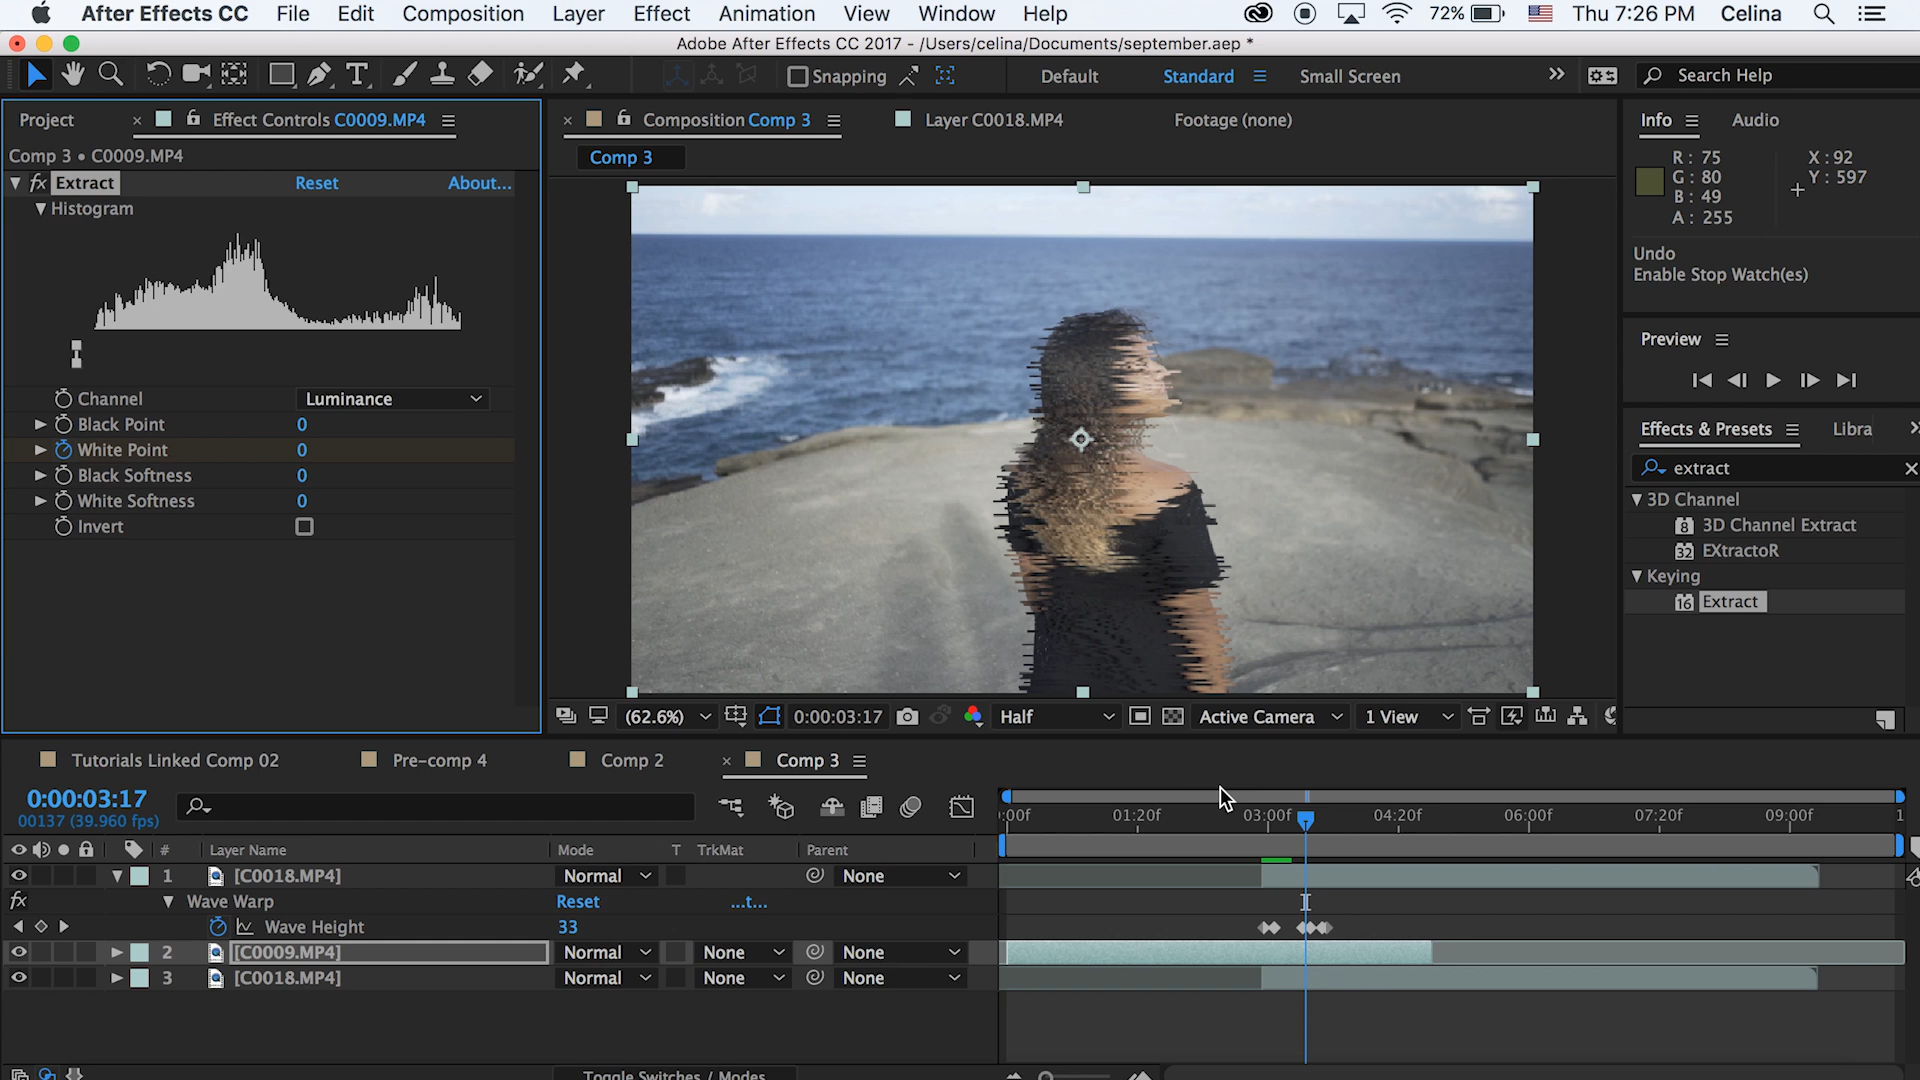 After Effects CC File Edit Composition Layer Effect Animation View Window Help 72% Thu 7:26 PM Celina
Adobe After Effects CC 2017 - /Users/celina/Documents/september.aep *
Snapping Default Standard Small Screen Search Help
Project Effect Controls C0009.MP4
Composition Comp 3 Layer C0018.MP4 Footage (none)
Info Audio
Comp 3 • C0009.MP4
Comp 3
R: 75 X: 92
G: 80 Y: 597
B: 49
A: 255
fx Extract Reset About...
Histogram
Undo
Enable Stop Watch(es)
Preview
Channel Luminance
Black Point 0
White Point 0
Black Softness 0
White Softness 0
Invert
Effects & Presets Libra
extract
3D Channel
8 3D Channel Extract
32 EXtractoR
Keying
16 Extract
(62.6%) 0:00:03:17 Half Active Camera 1 View
Tutorials Linked Comp 02 Pre-comp 4 Comp 2 Comp 3
0:00:03:17
00137 (39.960 fps)
:00f 01:20f 03:00f 04:20f 06:00f 07:20f 09:00f 1
# Layer Name Mode T TrkMat Parent
1 [C0018.MP4] Normal None
fx Wave Warp Reset ...t...
Wave Height 33
2 [C0009.MP4] Normal None None
3 [C0018.MP4] Normal None None
Toggle Switches / Modes